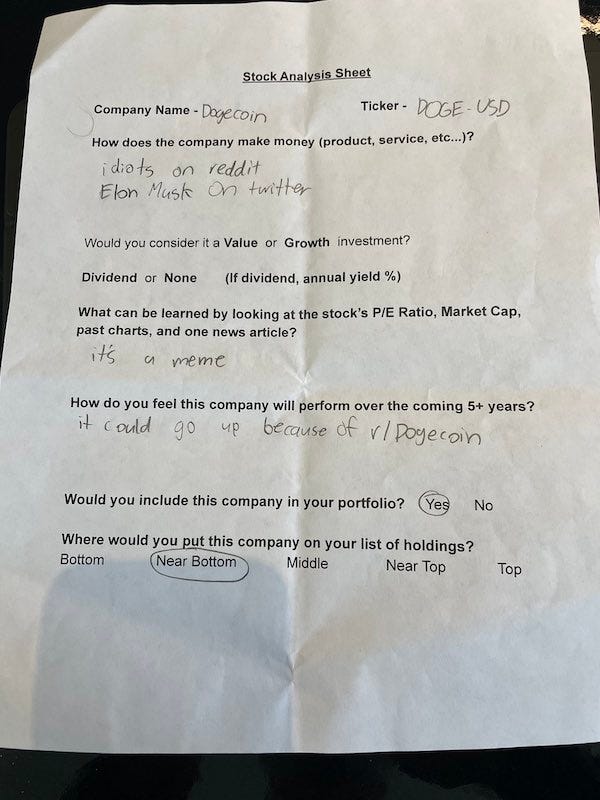 Stock Analysis Sheet
Company Name - Dogecoin Ticker - DOGE-USD
How does the company make money (product, service, etc...)?
idiots on reddit
Elon Musk On twitter
Would you consider it a Value or Growth investment?
Dividend or None (If dividend, annual yield %)
What can be learned by looking at the stock's P/E Ratio, Market Cap,
past charts, and one news article?
it's a meme
How do you feel this company will perform over the coming 5+ years?
it could go up because of r/Dogecoin
Would you include this company in your portfolio? Yes No
Where would you put this company on your list of holdings?
Bottom Near Bottom Middle Near Top Top